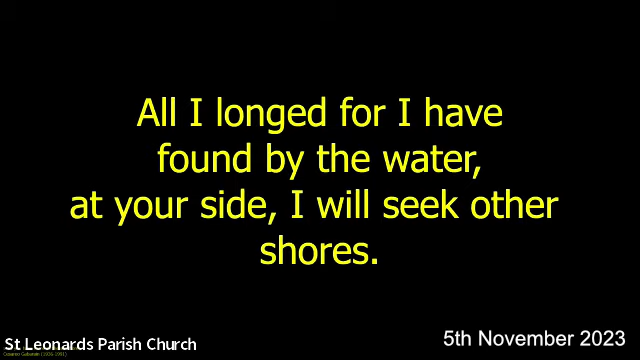 All I longed for I have
found by the water,
at your side, I will seek other
shores.
St Leonards Parish Church
5th November 2023